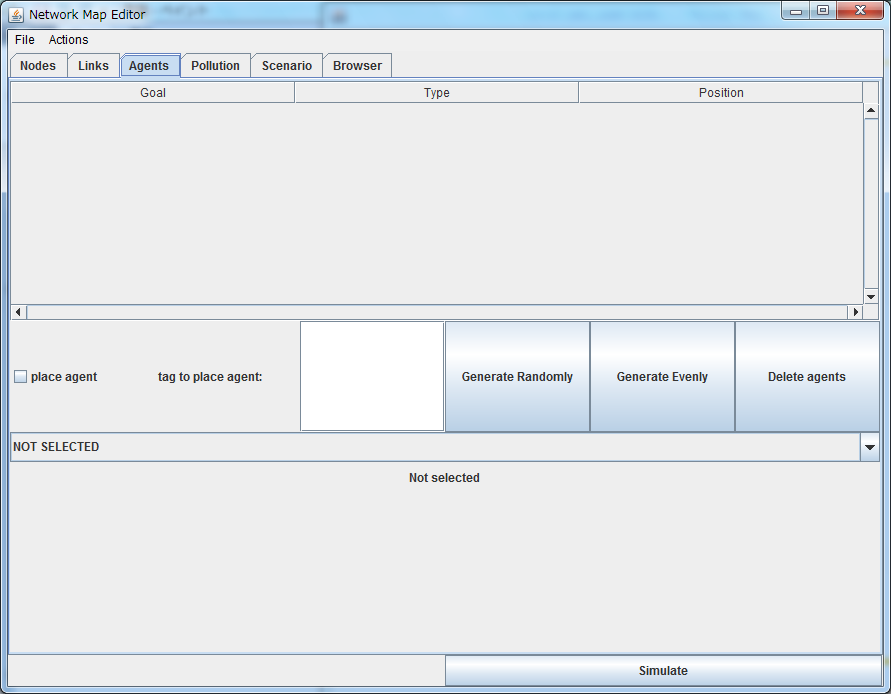 Network Map Editor
File Actions
Nodes Links Agents Pollution Scenario Browser
Goal Type Position
place agent tag to place agent: Generate Randomly Generate Evenly Delete agents
NOT SELECTED
Not selected
Simulate